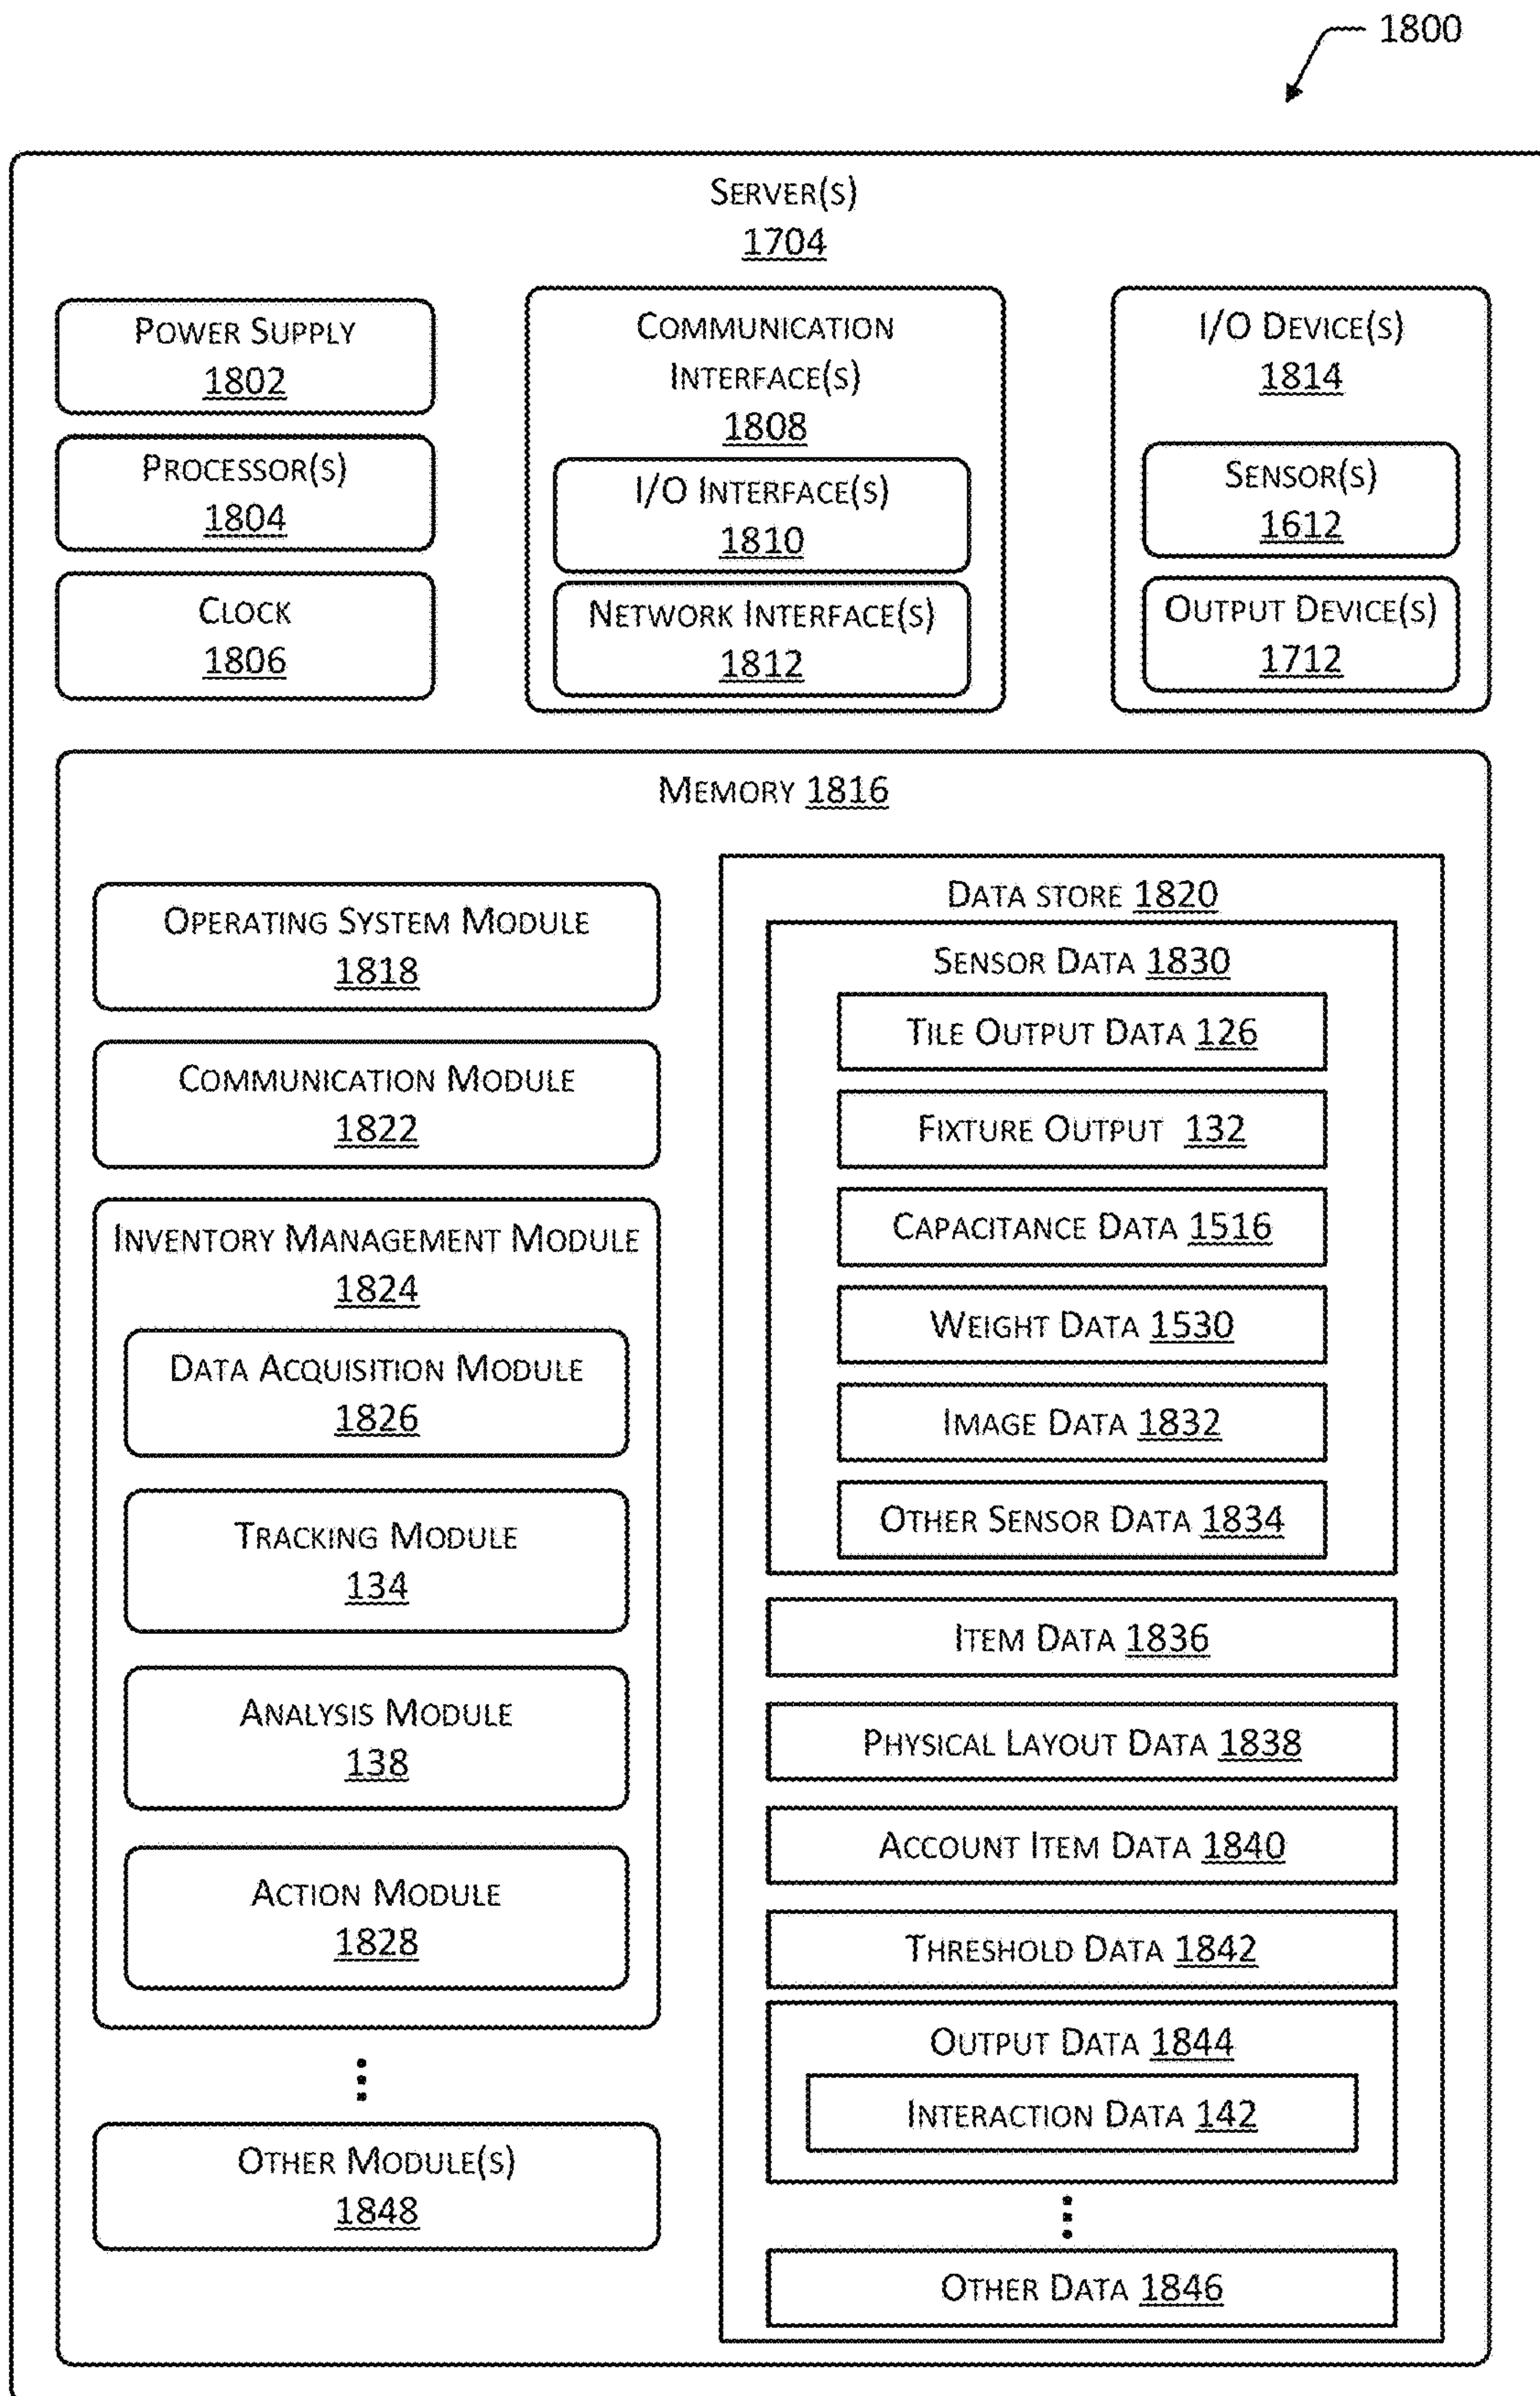 1800
SERVER(S)
1704
POWER SUPPLY
1802
PROCESSOR(S)
1804
CLOCK
1806
COMMUNICATION
INTERFACE(S)
1808
I/O INTERFACE(S)
1810
NETWORK INTERFACE(S)
1812
I/O DEVICE(S)
1814
SENSOR(S)
1612
OUTPUT DEVICE(S)
1712
MEMORY 1816
OPERATING SYSTEM MODULE
1818
COMMUNICATION MODULE
1822
INVENTORY MANAGEMENT MODULE
1824
DATA ACQUISITION MODULE
1826
TRACKING MODULE
134
ANALYSIS MODULE
138
ACTION MODULE
1828
OTHER MODULE(S)
1848
DATA STORE 1820
SENSOR DATA 1830
TILE OUTPUT DATA 126
FIXTURE OUTPUT 132
CAPACITANCE DATA 1516
WEIGHT DATA 1530
IMAGE DATA 1832
OTHER SENSOR DATA 1834
ITEM DATA 1836
PHYSICAL LAYOUT DATA 1838
ACCOUNT ITEM DATA 1840
THRESHOLD DATA 1842
OUTPUT DATA 1844
INTERACTION DATA 142
OTHER DATA 1846